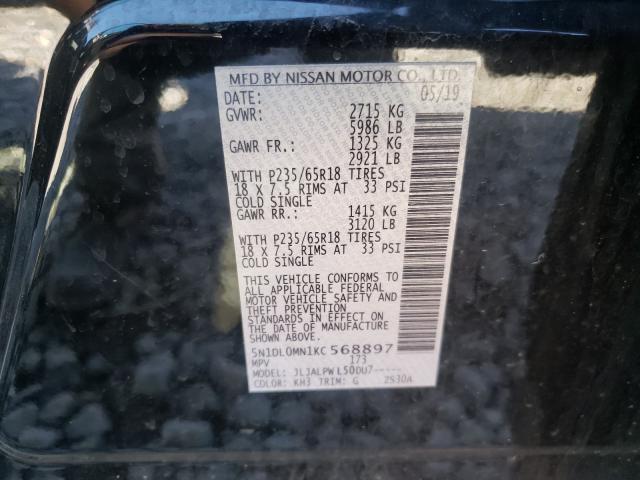 MFD BY NISSAN MOTOR CO., LTD.
DATE: 05/19
GVWR: 2715 KG
5986 LB
GAWR FR.: 1325 KG
2921 LB
WITH P235/65R18 TIRES
18 X 7.5 RIMS AT 33 PSI
COLD SINGLE
GAWR RR.: 1415 KG
3120 LB
WITH P235/65R18 TIRES
18 X 7.5 RIMS AT 33 PSI
COLD SINGLE
THIS VEHICLE CONFORMS TO
ALL APPLICABLE FEDERAL
MOTOR VEHICLE SAFETY AND
THEFT PREVENTION
STANDARDS IN EFFECT ON
THE DATE OF MANUFACTURE
SHOWN ABOVE.
5N1DL0MN1KC568897
MPV 173
MODEL: JLJALPWL50DU7-----
COLOR: KH3 TRIM: G 2S30A